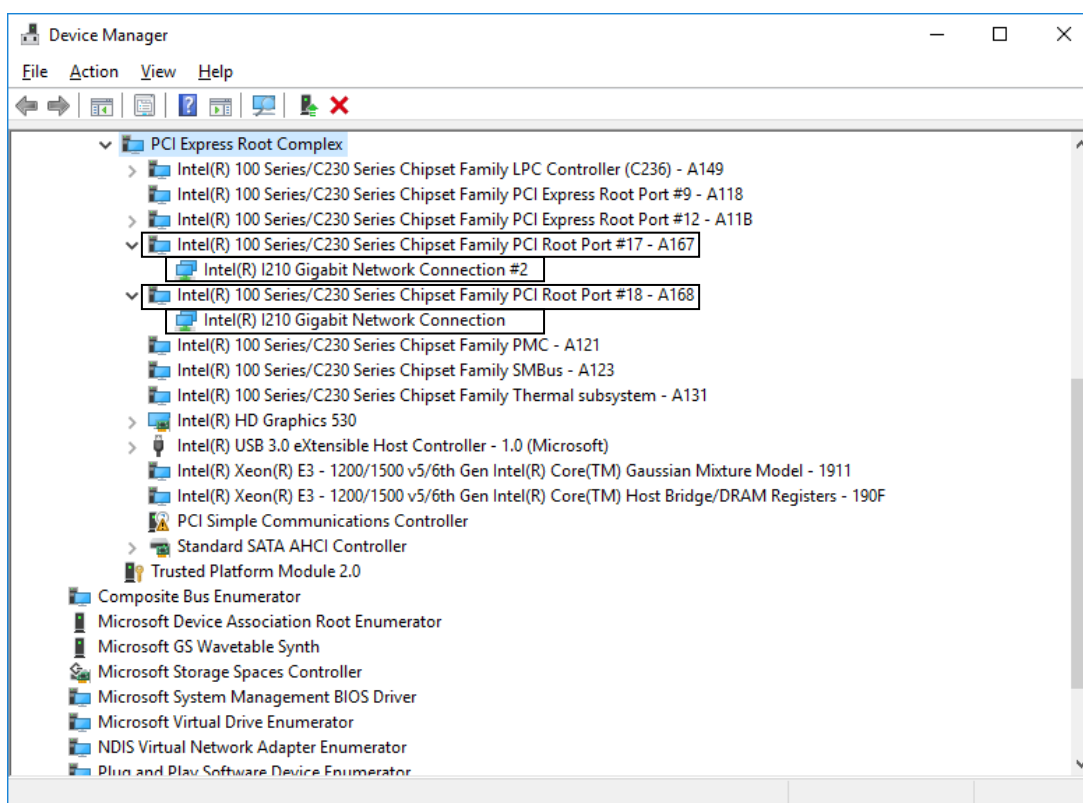 Device Manager
File Action View Help
PCI Express Root Complex
Intel(R) 100 Series/C230 Series Chipset Family LPC Controller (C236) - A149
Intel(R) 100 Series/C230 Series Chipset Family PCI Express Root Port #9 - A118
Intel(R) 100 Series/C230 Series Chipset Family PCI Express Root Port #12 - A11B
Intel(R) 100 Series/C230 Series Chipset Family PCI Root Port #17 - A167
Intel(R) I210 Gigabit Network Connection #2
Intel(R) 100 Series/C230 Series Chipset Family PCI Root Port #18 - A168
Intel(R) I210 Gigabit Network Connection
Intel(R) 100 Series/C230 Series Chipset Family PMC - A121
Intel(R) 100 Series/C230 Series Chipset Family SMBus - A123
Intel(R) 100 Series/C230 Series Chipset Family Thermal subsystem - A131
Intel(R) HD Graphics 530
Intel(R) USB 3.0 eXtensible Host Controller - 1.0 (Microsoft)
Intel(R) Xeon(R) E3 - 1200/1500 v5/6th Gen Intel(R) Core(TM) Gaussian Mixture Model - 1911
Intel(R) Xeon(R) E3 - 1200/1500 v5/6th Gen Intel(R) Core(TM) Host Bridge/DRAM Registers - 190F
PCI Simple Communications Controller
Standard SATA AHCI Controller
Trusted Platform Module 2.0
Composite Bus Enumerator
Microsoft Device Association Root Enumerator
Microsoft GS Wavetable Synth
Microsoft Storage Spaces Controller
Microsoft System Management BIOS Driver
Microsoft Virtual Drive Enumerator
NDIS Virtual Network Adapter Enumerator
Plug and Play Software Device Enumerator